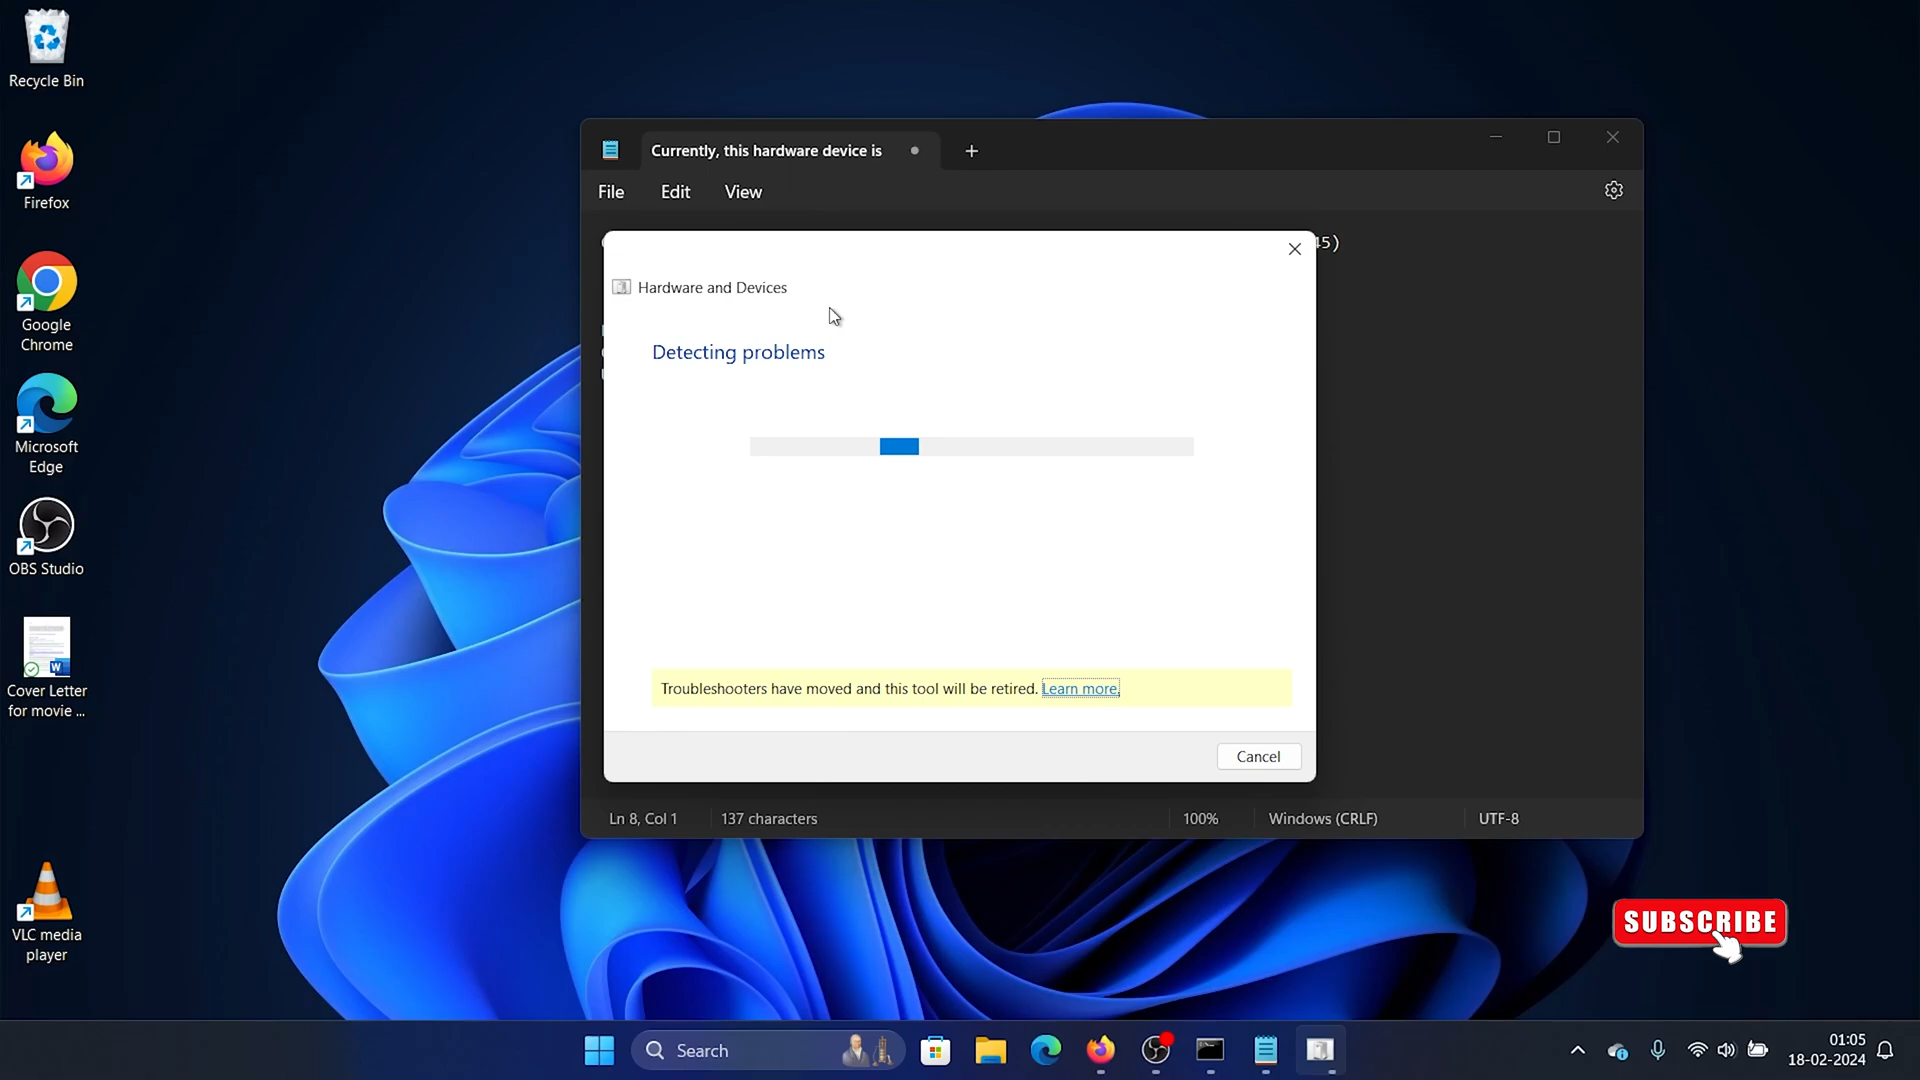 Recycle Bin
Firefox
Google
Chrome
Microsoft
Edge
OBS Studio
Cover Letter
for movie ...
VLC media
player
Currently, this hardware device is
File Edit View
45)
Hardware and Devices
Detecting problems
Troubleshooters have moved and this tool will be retired. Learn more.
Cancel
Ln 8, Col 1
137 characters
100%
Windows (CRLF)
UTF-8
SUBSCRIBE
Search
01:05
18-02-2024